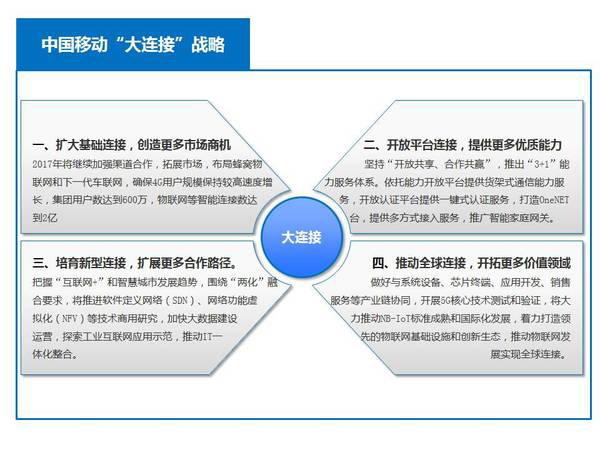 中国移动“大连接”战略
一、扩大基础连接，创造更多市场商机
2017年将继续加强渠道合作，拓展市场，布局蜂窝物
联网和下一代车联网，确保4G用户规模保持较高速度增
长，集团用户数达到600万，物联网等智能连接数达
到2亿
二、开放平台连接，提供更多优质能力
坚持“开放共享、合作共赢”，推出“3+1”能
力服务体系。依托能力开放平台提供货架式通信能力服
务，开放认证平台提供一键式认证服务，打造OneNET
台，提供多方式接入服务，推广智能家庭网关。
大连接
三、培育新型连接，扩展更多合作路径。
把握“互联网+”和智慧城市发展趋势，围绕“两化”融
合要求，将推进软件定义网络（SDN）、网络功能虚
拟化（NFV）等技术商用研究，加快大数据建设
运营，探索工业互联网应用示范，推动IT一
体化整合。
四、推动全球连接，开拓更多价值领域
做好与系统设备、芯片终端、应用开发、销售
服务等产业链协同，开展5G核心技术测试和验证，将大
力推动NB-IoT标准成熟和国际化发展，着力打造领
先的物联网基础设施和创新生态，推动物联网发
展实现全球连接。